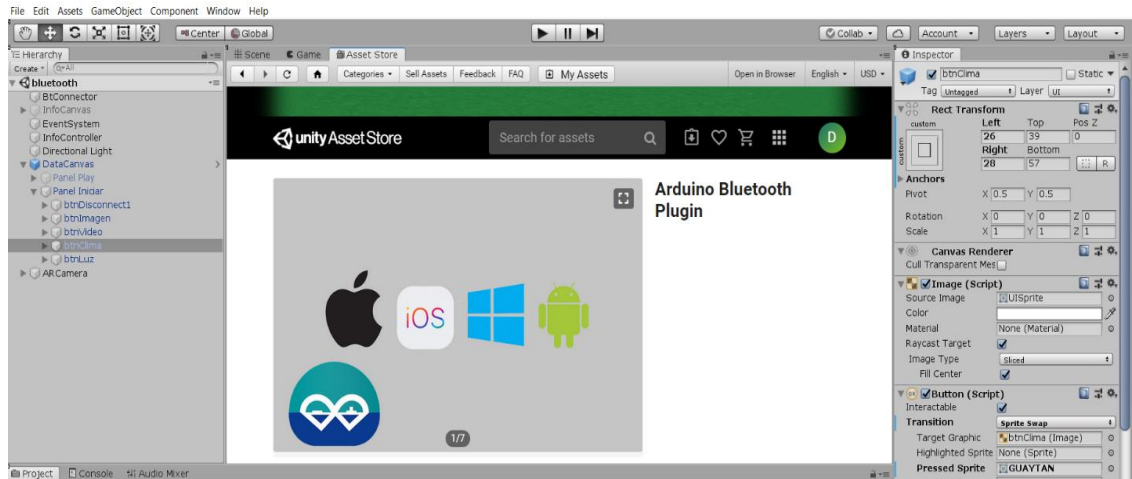 File Edit Assets GameObject Component Window Help
Center Global Collab Account Layers Layout
Hierarchy
Create All
bluetooth
BtConnector
InfoCanvas
EventSystem
InfoController
Directional Light
DataCanvas
Panel Play
Panel Iniciar
btnDisconnect1
btnImagen
btnVideo
btnClima
btnLuz
ARCamera
Scene Game Asset Store
Categories Sell Assets Feedback FAQ My Assets Open in Browser English USD
unity Asset Store Search for assets D
Arduino Bluetooth
Plugin
iOS
1/7
Inspector
btnClima Static
Tag Untagged Layer UI
Rect Transform
custom Left Top Pos Z
custom 26 39 0
Right Bottom
28 57 R
Anchors
Pivot X 0.5 Y 0.5
Rotation X 0 Y 0 Z 0
Scale X 1 Y 1 Z 1
Canvas Renderer
Cull Transparent Mes
Image (Script)
Source Image UISprite
Color
Material None (Material)
Raycast Target
Image Type Sliced
Fill Center
Button (Script)
Interactable
Transition Sprite Swap
Target Graphic btnClima (Image)
Highlighted Sprite None (Sprite)
Pressed Sprite GUAYTAN
Project Console Audio Mixer